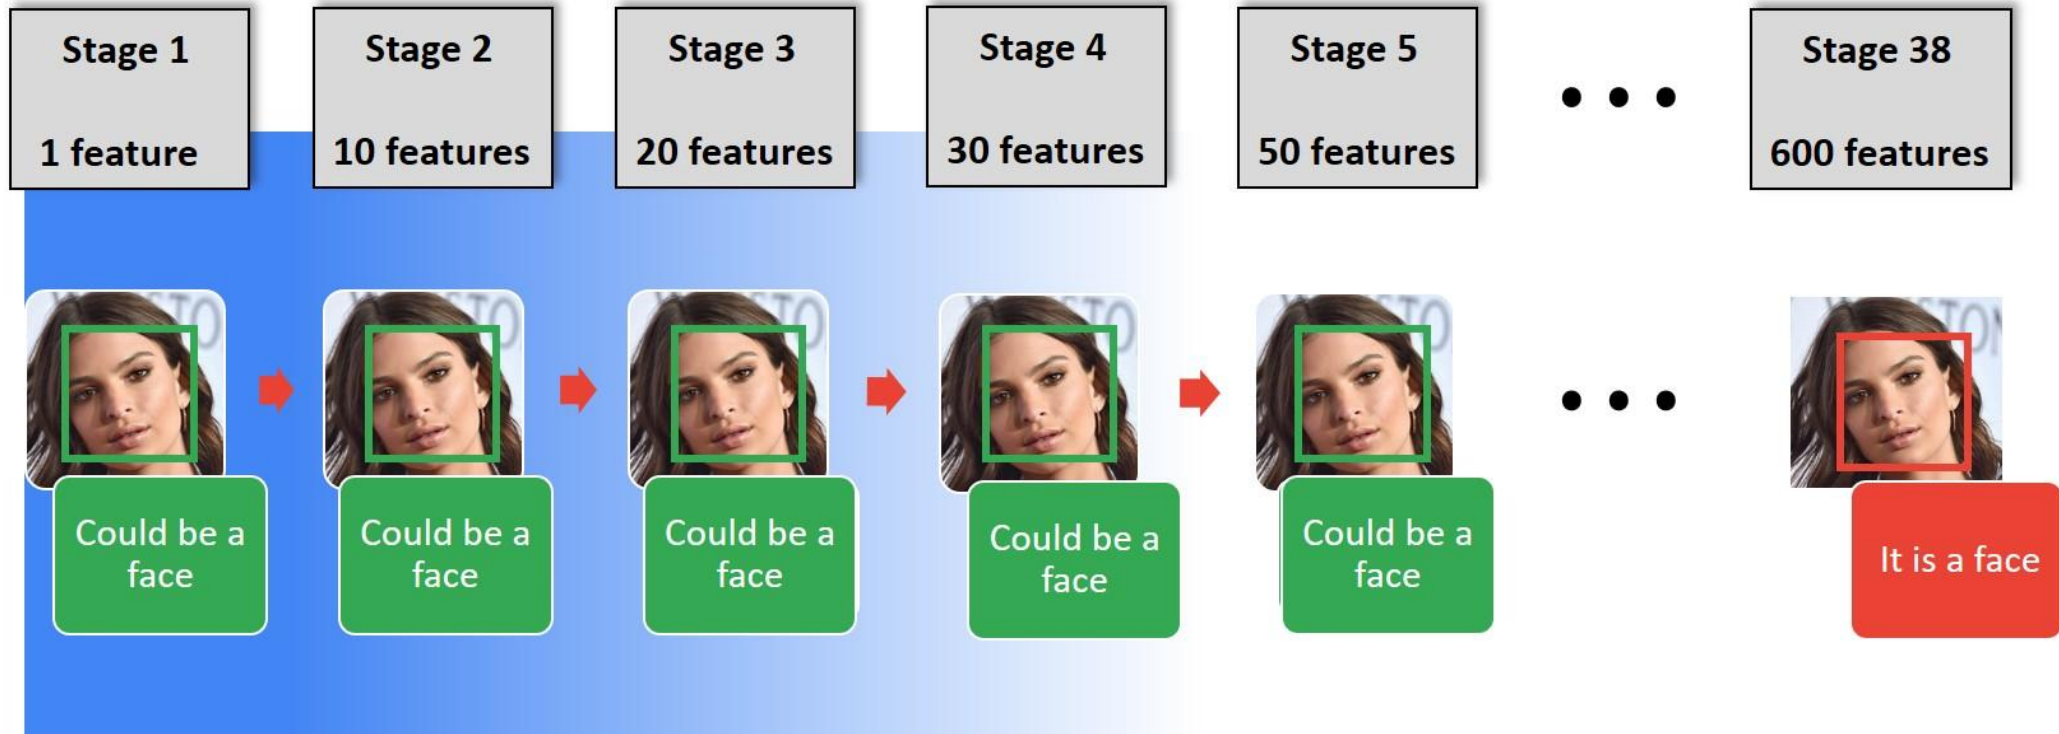 Stage 1
1 feature
Stage 2
10 features
Stage 3
20 features
Stage 4
30 features
Stage 5
50 features
Stage 38
600 features
Could be a
face
Could be a
face
Could be a
face
Could be a
face
Could be a
face
It is a face